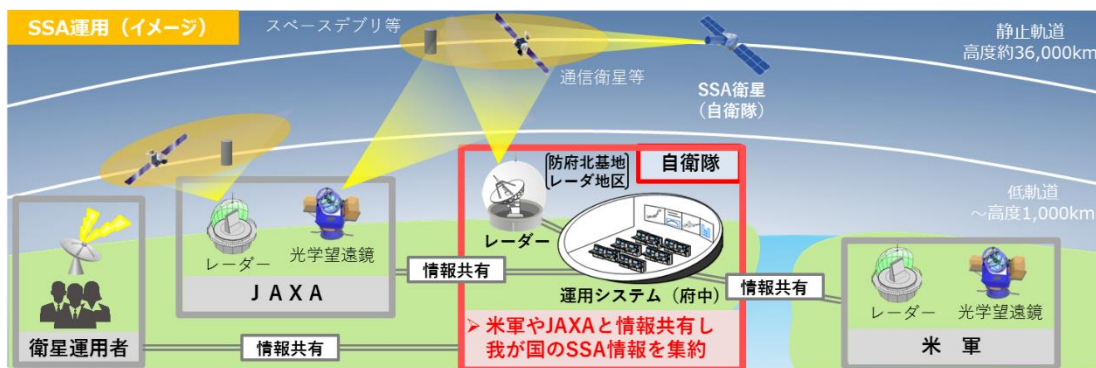 SSA運用（イメージ）
スペースデブリ等
通信衛星等
SSA衛星
（自衛隊）
静止軌道
高度約36,000km
低軌道
～高度1,000km
衛星運用者
レーダー
光学望遠鏡
JAXA
情報共有
情報共有
防府北基地
レーダ地区
自衛隊
レーダー
運用システム（府中）
➢ 米軍やJAXAと情報共有し
我が国のSSA情報を集約
情報共有
レーダー
光学望遠鏡
米 軍